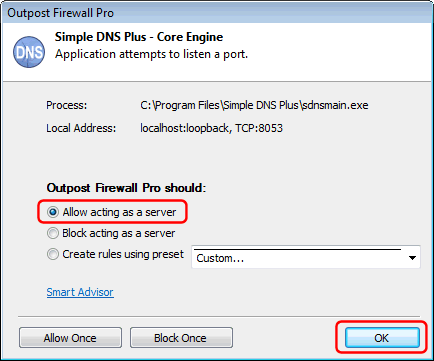 Outpost Firewall Pro
DNS
Simple DNS Plus - Core Engine
Application attempts to listen a port.
Process: C:\Program Files\Simple DNS Plus\sdnsmain.exe
Local Address: localhost:loopback, TCP:8053
Outpost Firewall Pro should:
Allow acting as a server
Block acting as a server
Create rules using preset Custom...
Smart Advisor
Allow Once Block Once OK